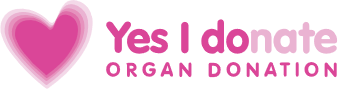 Yes I donate
ORGAN DONATION